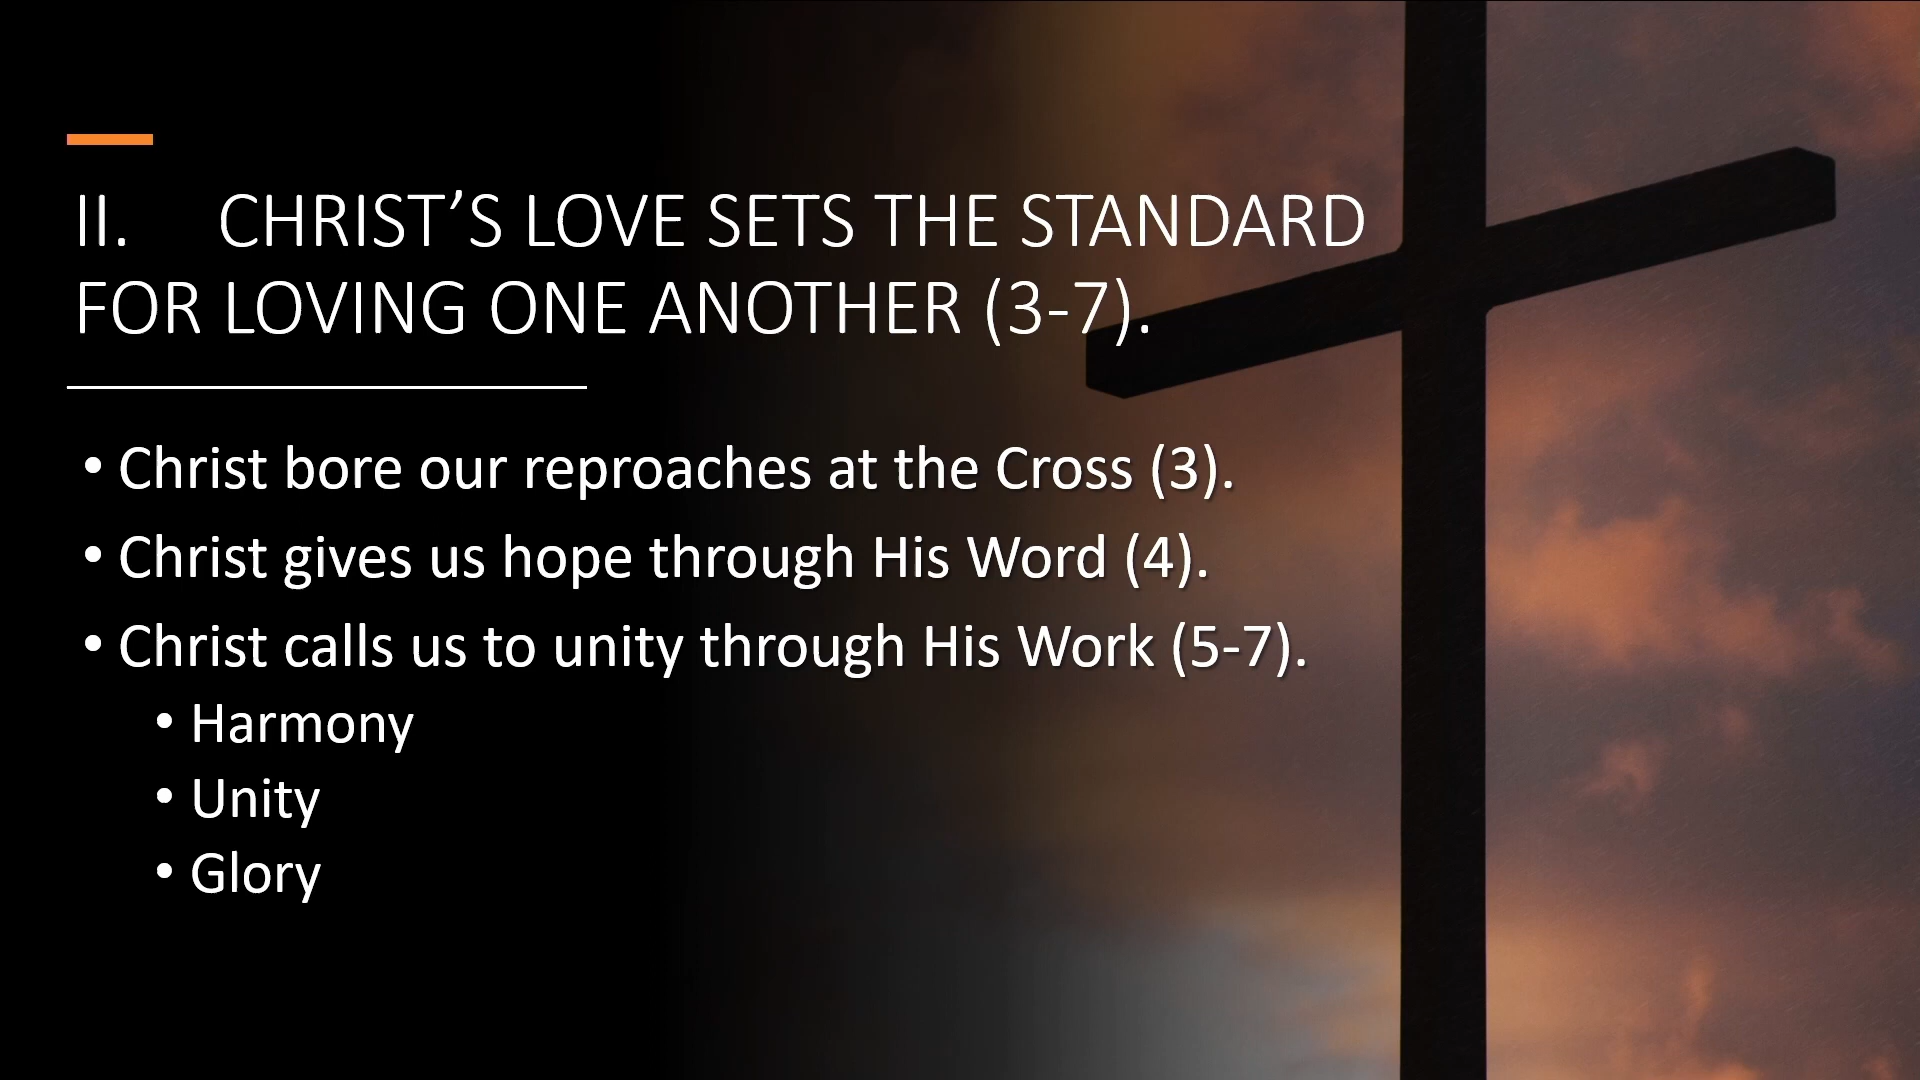 II. CHRIST’S LOVE SETS THE STANDARD
FOR LOVING ONE ANOTHER (3-7).
• Christ bore our reproaches at the Cross (3).
• Christ gives us hope through His Word (4).
• Christ calls us to unity through His Work (5-7).
• Harmony
• Unity
• Glory